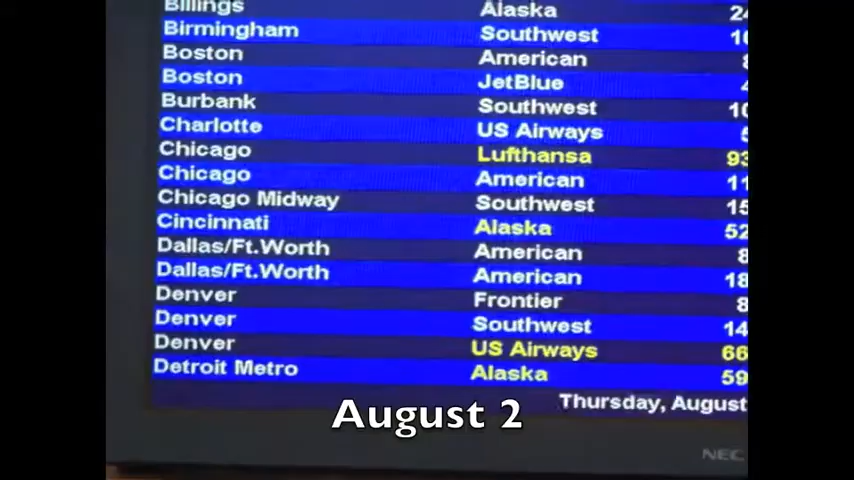 Billings Alaska
Birmingham Southwest
Boston American
Boston JetBlue
Burbank Southwest
Charlotte US Airways
Chicago Lufthansa
Chicago American
Chicago Midway Southwest
Cincinnati Alaska
Dallas/Ft.Worth American
Dallas/Ft.Worth American
Denver Frontier
Denver Southwest
Denver US Airways
Detroit Metro Alaska
Thursday, August
August 2
NEC